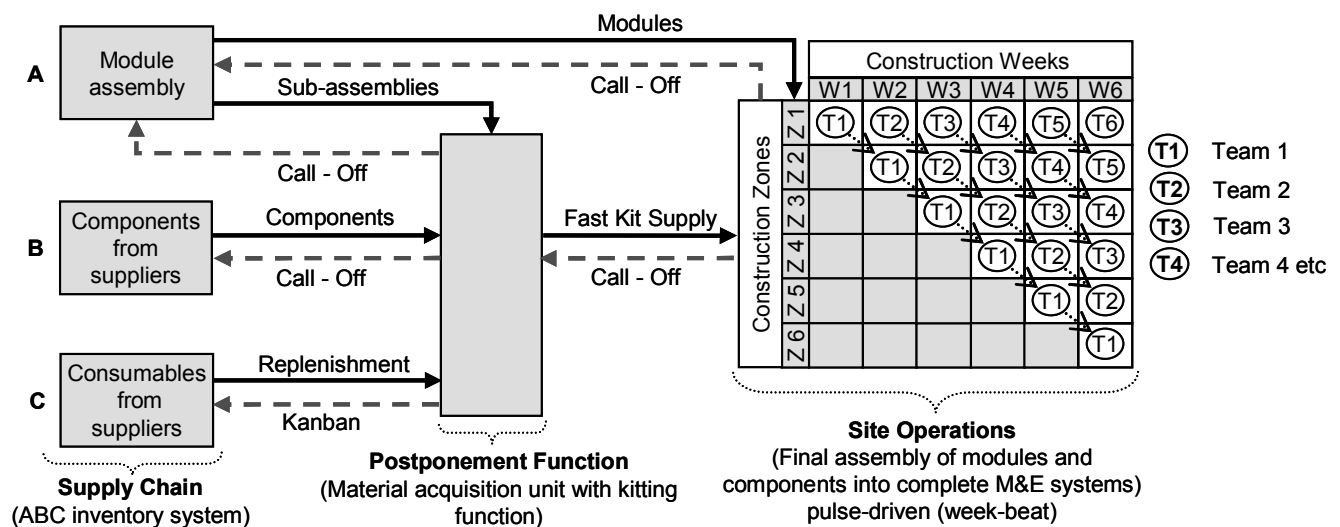 Modules
A
Module
assembly
Call - Off
Sub-assemblies
Call - Off
B
Components
from
suppliers
Components
Call - Off
Fast Kit Supply
Call - Off
C
Consumables
from
suppliers
Replenishment
Kanban
Construction Weeks
W1 W2 W3 W4 W5 W6
Construction Zones
Z 1 T1 T2 T3 T4 T5 T6
Z 2 T1 T2 T3 T4 T5
Z 3 T1 T2 T3 T4
Z 4 T1 T2 T3
Z 5 T1 T2
Z 6 T1
T1 Team 1
T2 Team 2
T3 Team 3
T4 Team 4 etc
Supply Chain
(ABC inventory system)
Postponement Function
(Material acquisition unit with kitting
function)
Site Operations
(Final assembly of modules and
components into complete M&E systems)
pulse-driven (week-beat)